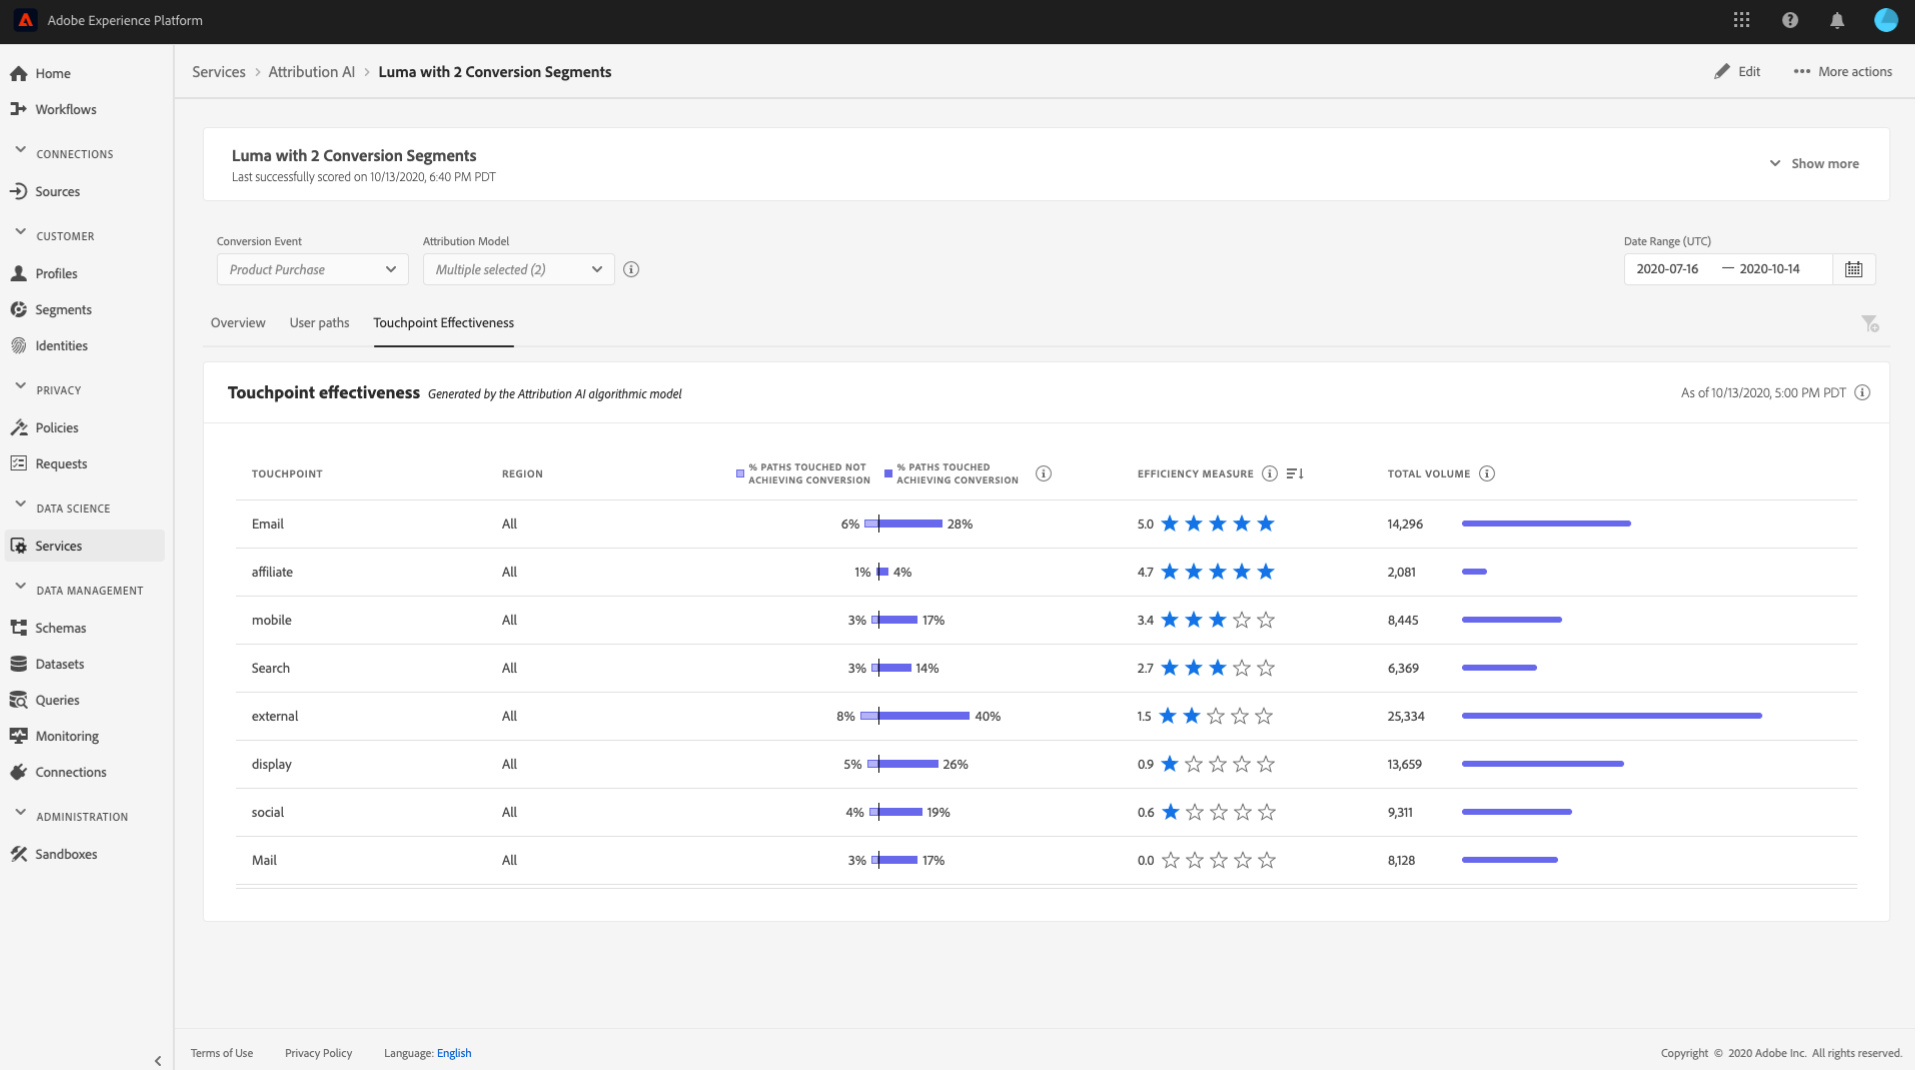 Adobe Experience Platform
Home
Workflows
CONNECTIONS
Sources
CUSTOMER
Profiles
Segments
Identities
PRIVACY
Policies
Requests
DATA SCIENCE
Services
DATA MANAGEMENT
Schemas
Datasets
Queries
Monitoring
Connections
ADMINISTRATION
Sandboxes
Services > Attribution AI > Luma with 2 Conversion Segments
Edit
More actions
Luma with 2 Conversion Segments
Last successfully scored on 10/13/2020, 6:40 PM PDT
Show more
Conversion Event
Product Purchase
Attribution Model
Multiple selected (2)
Date Range (UTC)
2020-07-16 — 2020-10-14
Overview User paths Touchpoint Effectiveness
Touchpoint effectiveness Generated by the Attribution AI algorithmic model
As of 10/13/2020, 5:00 PM PDT
TOUCHPOINT
REGION
% PATHS TOUCHED NOT
ACHIEVING CONVERSION
% PATHS TOUCHED
ACHIEVING CONVERSION
EFFICIENCY MEASURE
TOTAL VOLUME
Email All 6% 28% 5.0 14,296
affiliate All 1% 4% 4.7 2,081
mobile All 3% 17% 3.4 8,445
Search All 3% 14% 2.7 6,369
external All 8% 40% 1.5 25,334
display All 5% 26% 0.9 13,659
social All 4% 19% 0.6 9,311
Mail All 3% 17% 0.0 8,128
Terms of Use Privacy Policy Language: English
Copyright © 2020 Adobe Inc. All rights reserved.